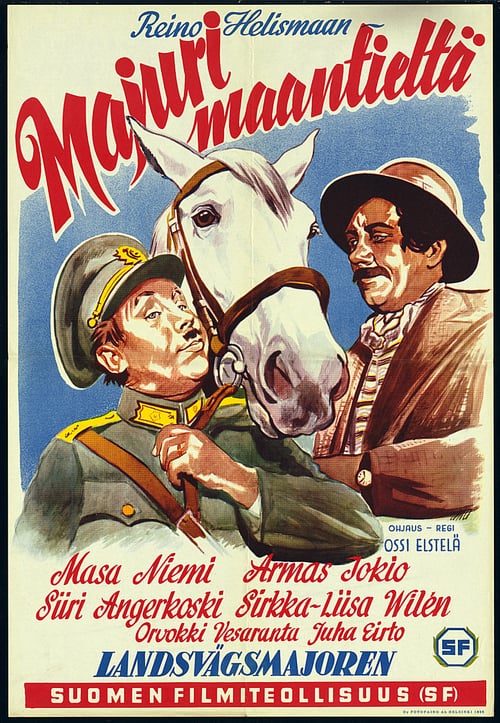 Reino Helismaan
Majuri
maantieltä
OHJAUS - REGI
OSSI ELSTELÄ
Masa Niemi Armas Jokio
Siiri Angerkoski Sirkka-Liisa Wilén
Orvokki Vesaranta Juha Eirto
LANDSVÄGSMAJOREN
SF
SUOMEN FILMITEOLLISUUS (SF)